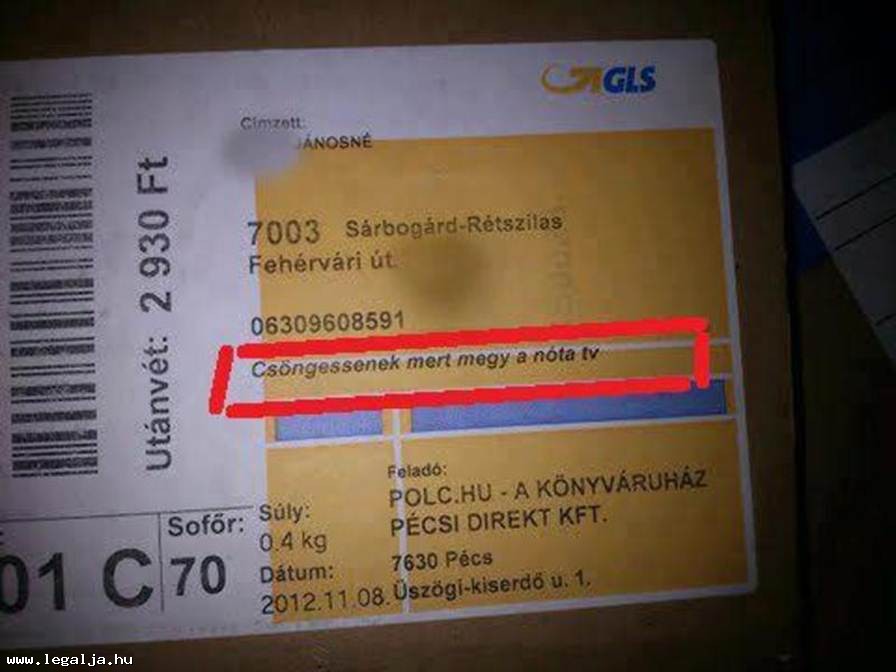 GLS
Címzett:
JÁNOSNÉ
7003 Sárbogárd-Rétszilas
Fehérvári út.
06309608591
Csöngessenek mert megy a nóta tv
Utánvét: 2 930 Ft
Feladó:
POLC.HU - A KÖNYVÁRUHÁZ
PÉCSI DIREKT KFT.
7630 Pécs
Üszögi-kiserdő u. 1.
Súly:
0.4 kg
Dátum:
2012.11.08.
Sofőr:
70
01 C
www.legalja.hu